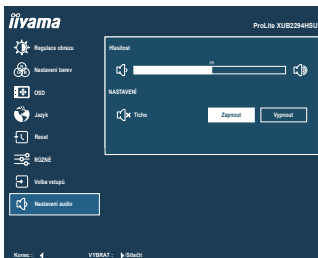 iiyama
ProLite XUB2294HSU
Regulace obrazu
Nastavení barev
OSD
Jazyk
Reset
RŮZNÉ
Volba vstupů
Nastavení audio
Hlasitost
50
NASTAVENÍ
Ticho
Zapnout
Vypnout
Konec :
VYBRAT : /Stlačit